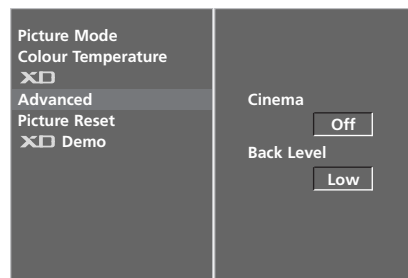 Picture Mode
Colour Temperature
XD
Advanced
Picture Reset
XD Demo
Cinema
Off
Back Level
Low